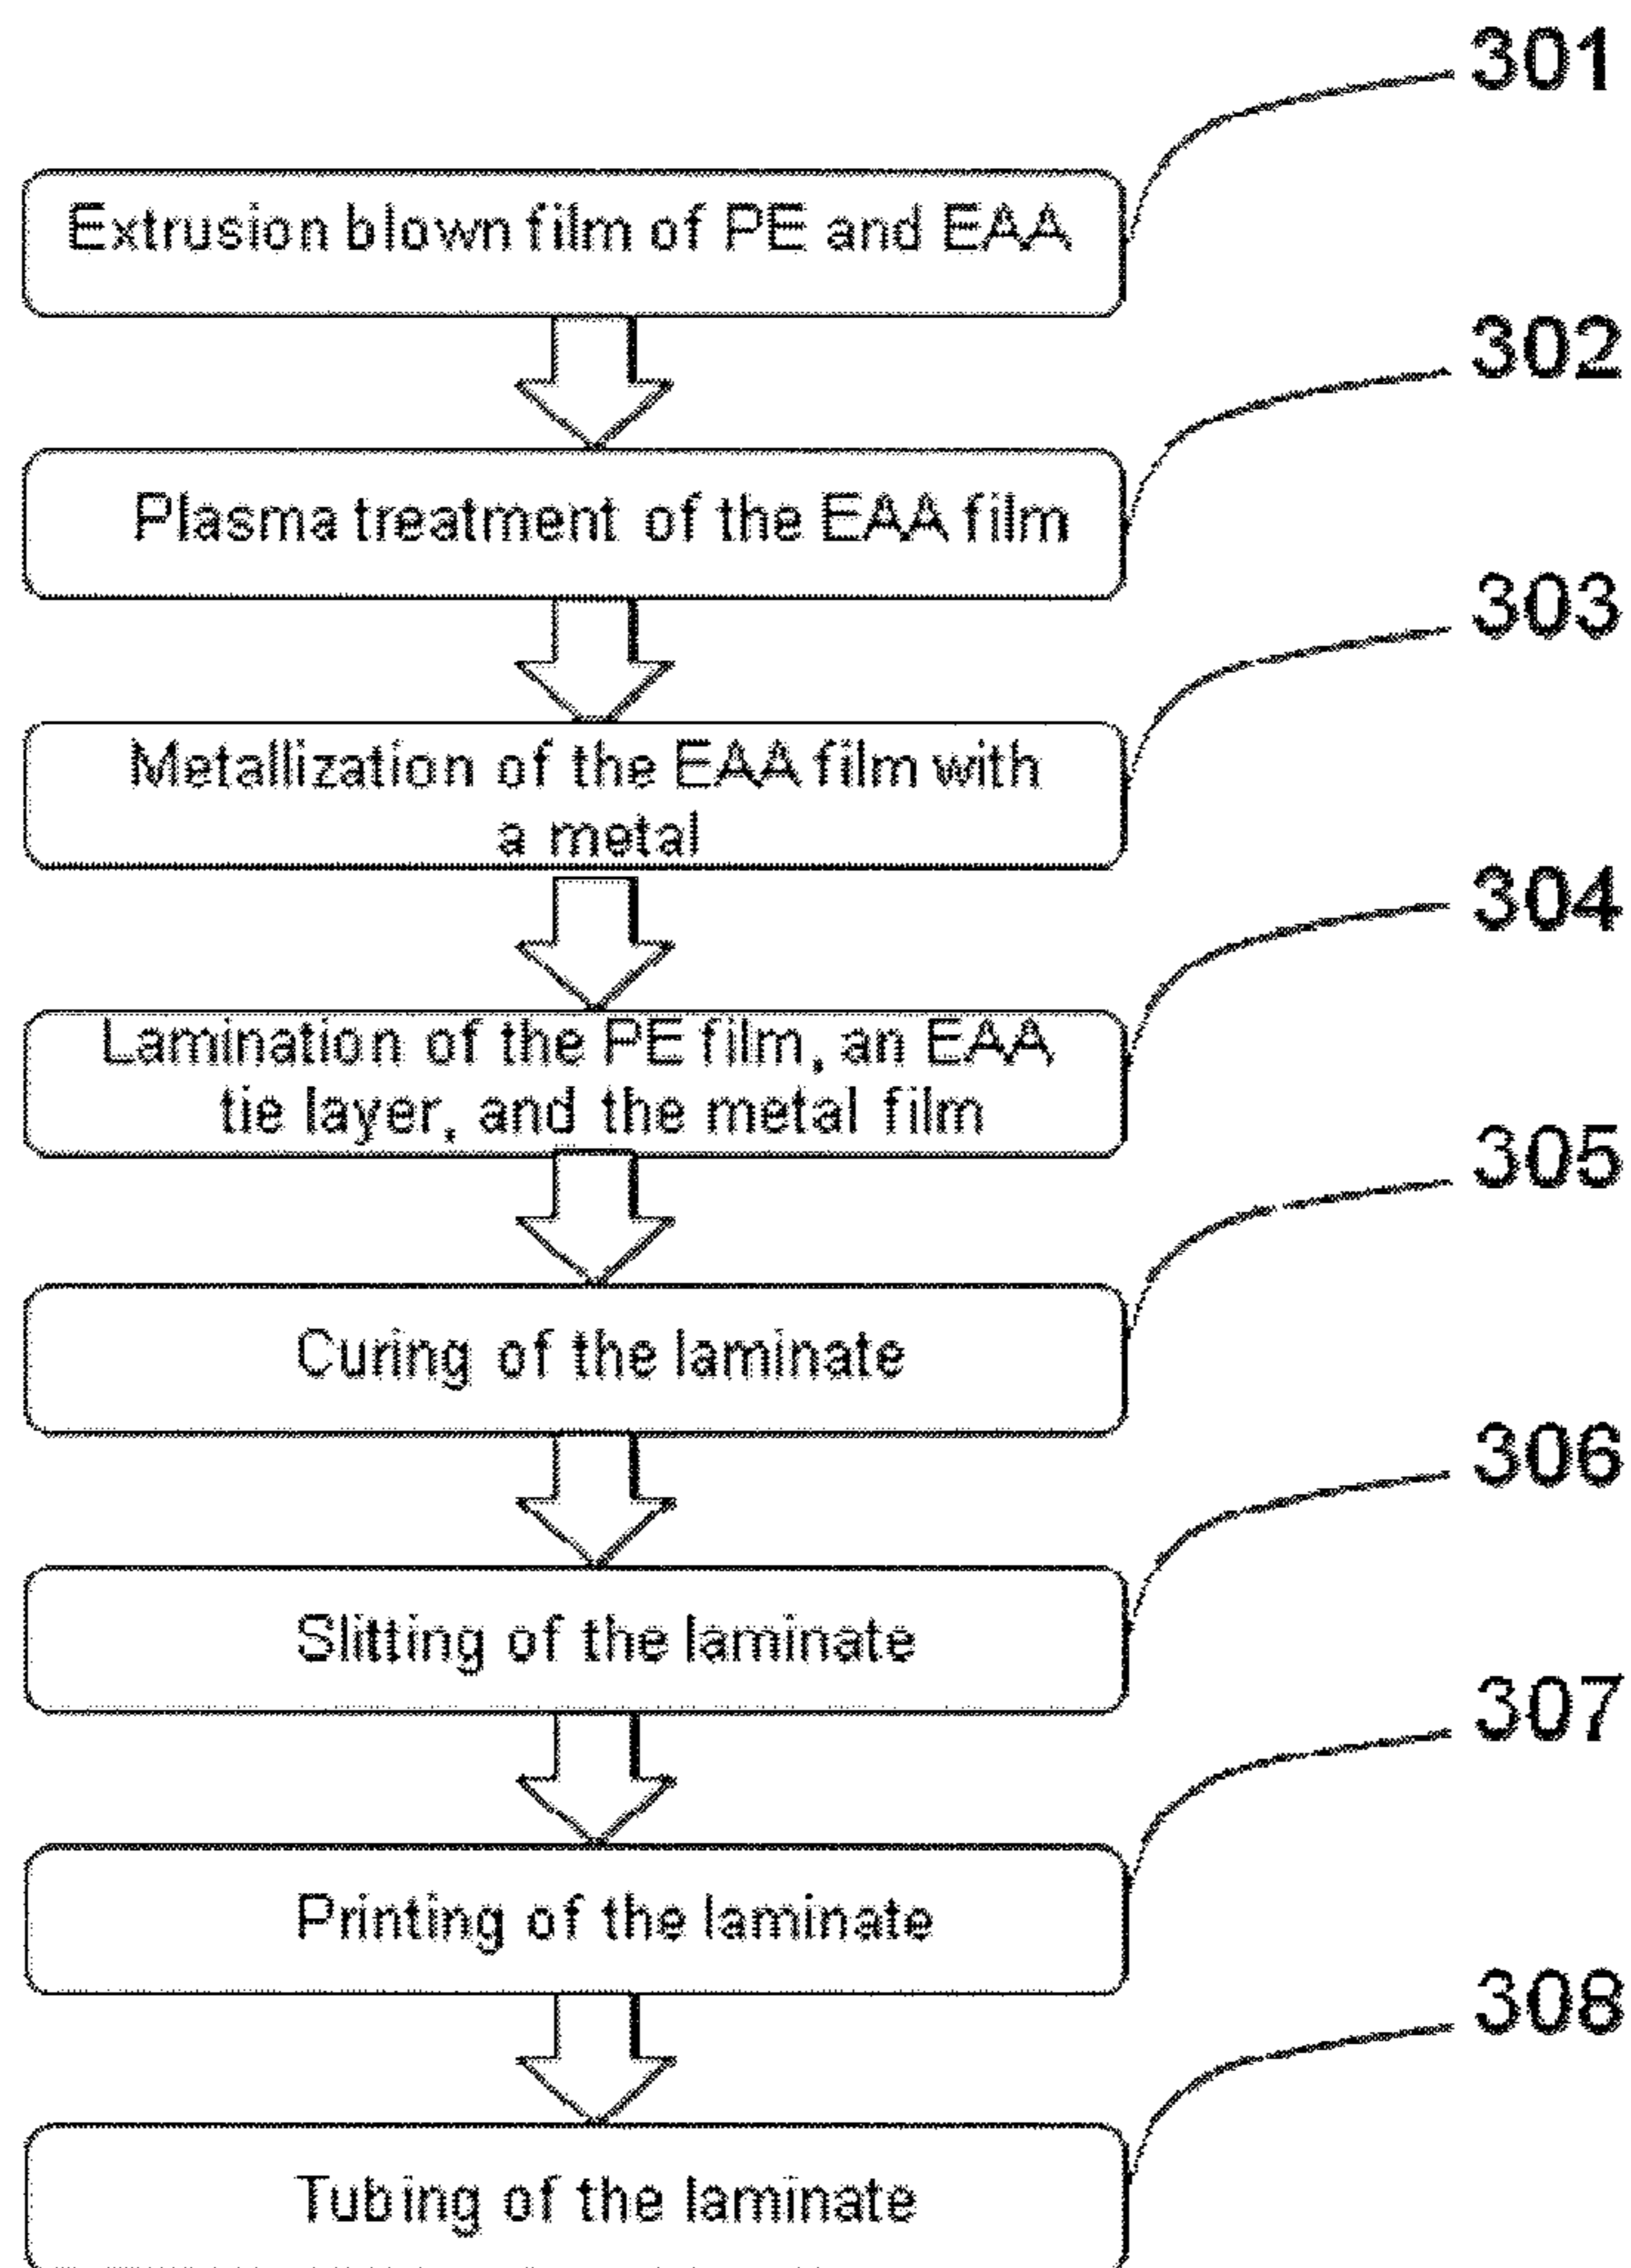 301
Extrusion blown film of PE and EAA
302
Plasma treatment of the EAA film
303
Metallization of the EAA film with
a metal
304
Lamination of the PE film, an EAA
tie layer, and the metal film
305
Curing of the laminate
306
Slitting of the laminate
307
Printing of the laminate
308
Tubing of the laminate